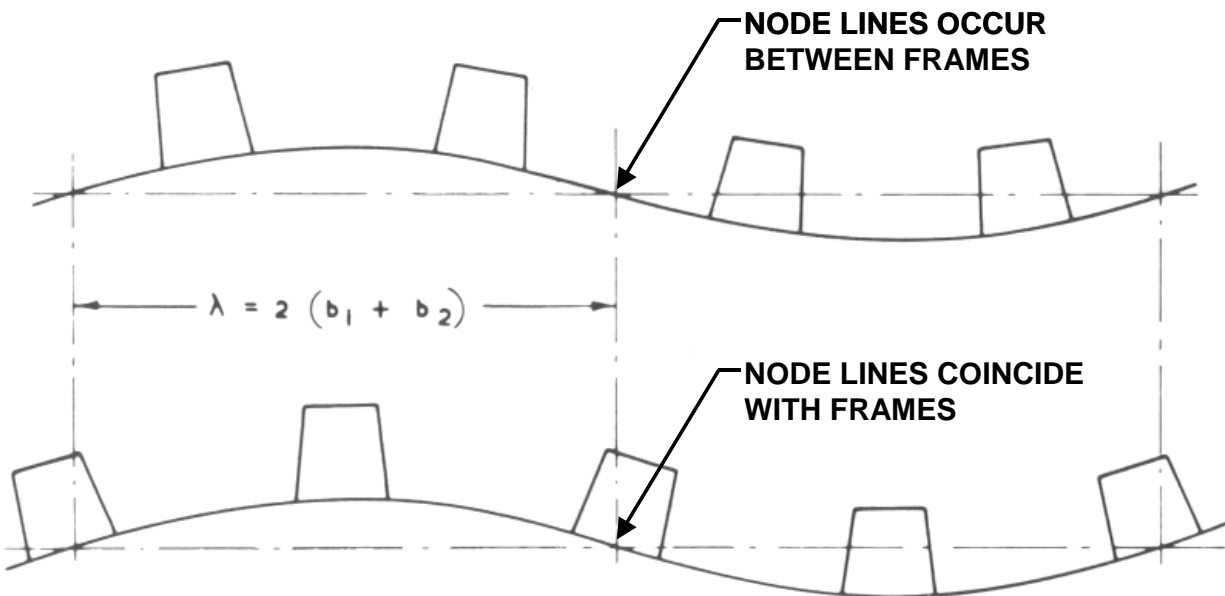 NODE LINES OCCUR
BETWEEN FRAMES
λ = 2 (b₁ + b₂)
NODE LINES COINCIDE
WITH FRAMES